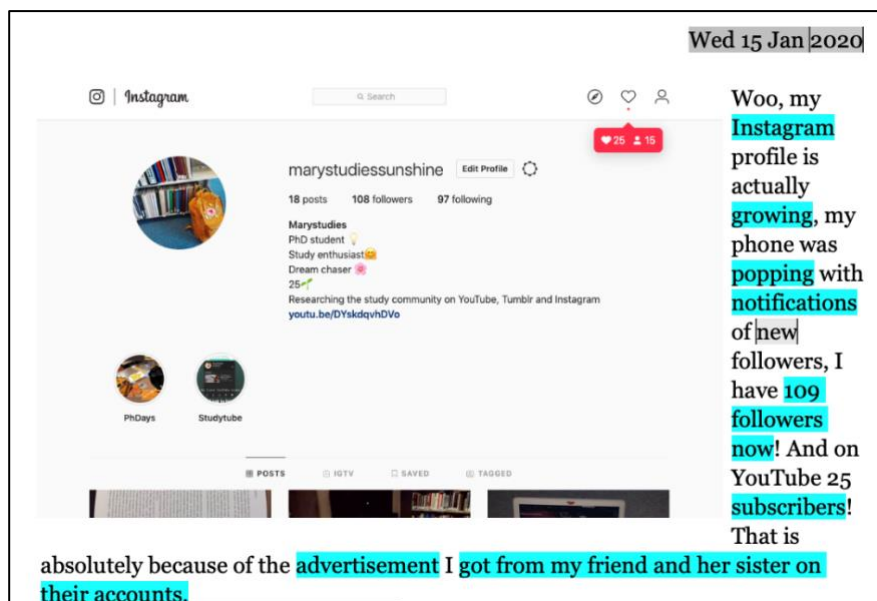 Wed 15 Jan 2020
Instagram
Search
25 15
marystudiessunshine Edit Profile
18 posts 108 followers 97 following
Marystudies
PhD student
Study enthusiast
Dream chaser
25
Researching the study community on YouTube, Tumblr and Instagram
youtu.be/DYskdqvhDVo
PhDays Studytube
POSTS IGTV SAVED TAGGED
Woo, my
Instagram
profile is
actually
growing, my
phone was
popping with
notifications
of new
followers, I
have 109
followers
now! And on
YouTube 25
subscribers!
That is
absolutely because of the advertisement I got from my friend and her sister on
their accounts.